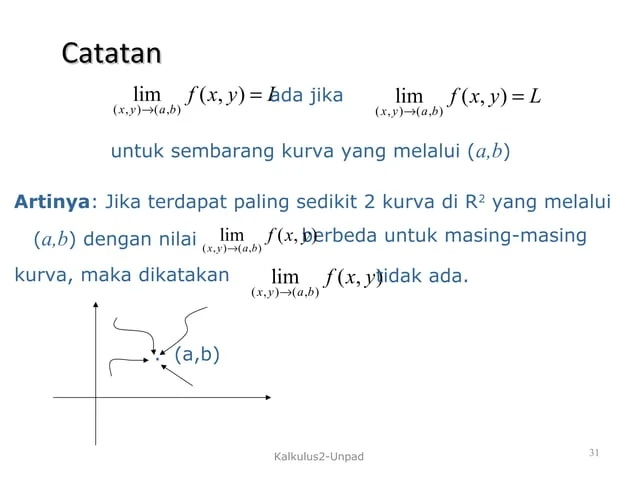 Catatan
lim f(x, y) = L ada jika lim f(x, y) = L
(x, y)→(a,b) (x, y)→(a,b)
untuk sembarang kurva yang melalui (a,b)
Artinya: Jika terdapat paling sedikit 2 kurva di R² yang melalui
(a,b) dengan nilai lim f(x, y) berbeda untuk masing-masing
(x, y)→(a,b)
kurva, maka dikatakan lim f(x, y) tidak ada.
(x, y)→(a,b)
(a,b)
Kalkulus2-Unpad
31